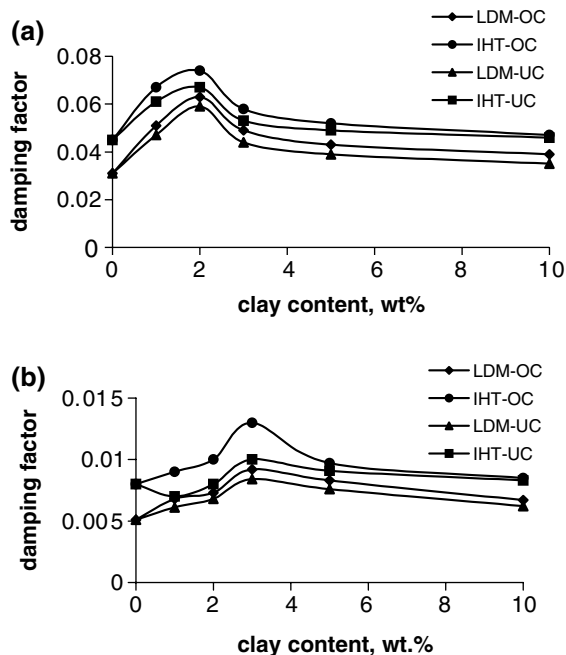 (a)
LDM-OC
IHT-OC
LDM-UC
IHT-UC
damping factor
0.08
0.06
0.04
0.02
0
0 2 4 6 8 10
clay content, wt%
(b)
LDM-OC
IHT-OC
LDM-UC
IHT-UC
damping factor
0.015
0.01
0.005
0
0 2 4 6 8 10
clay content, wt.%